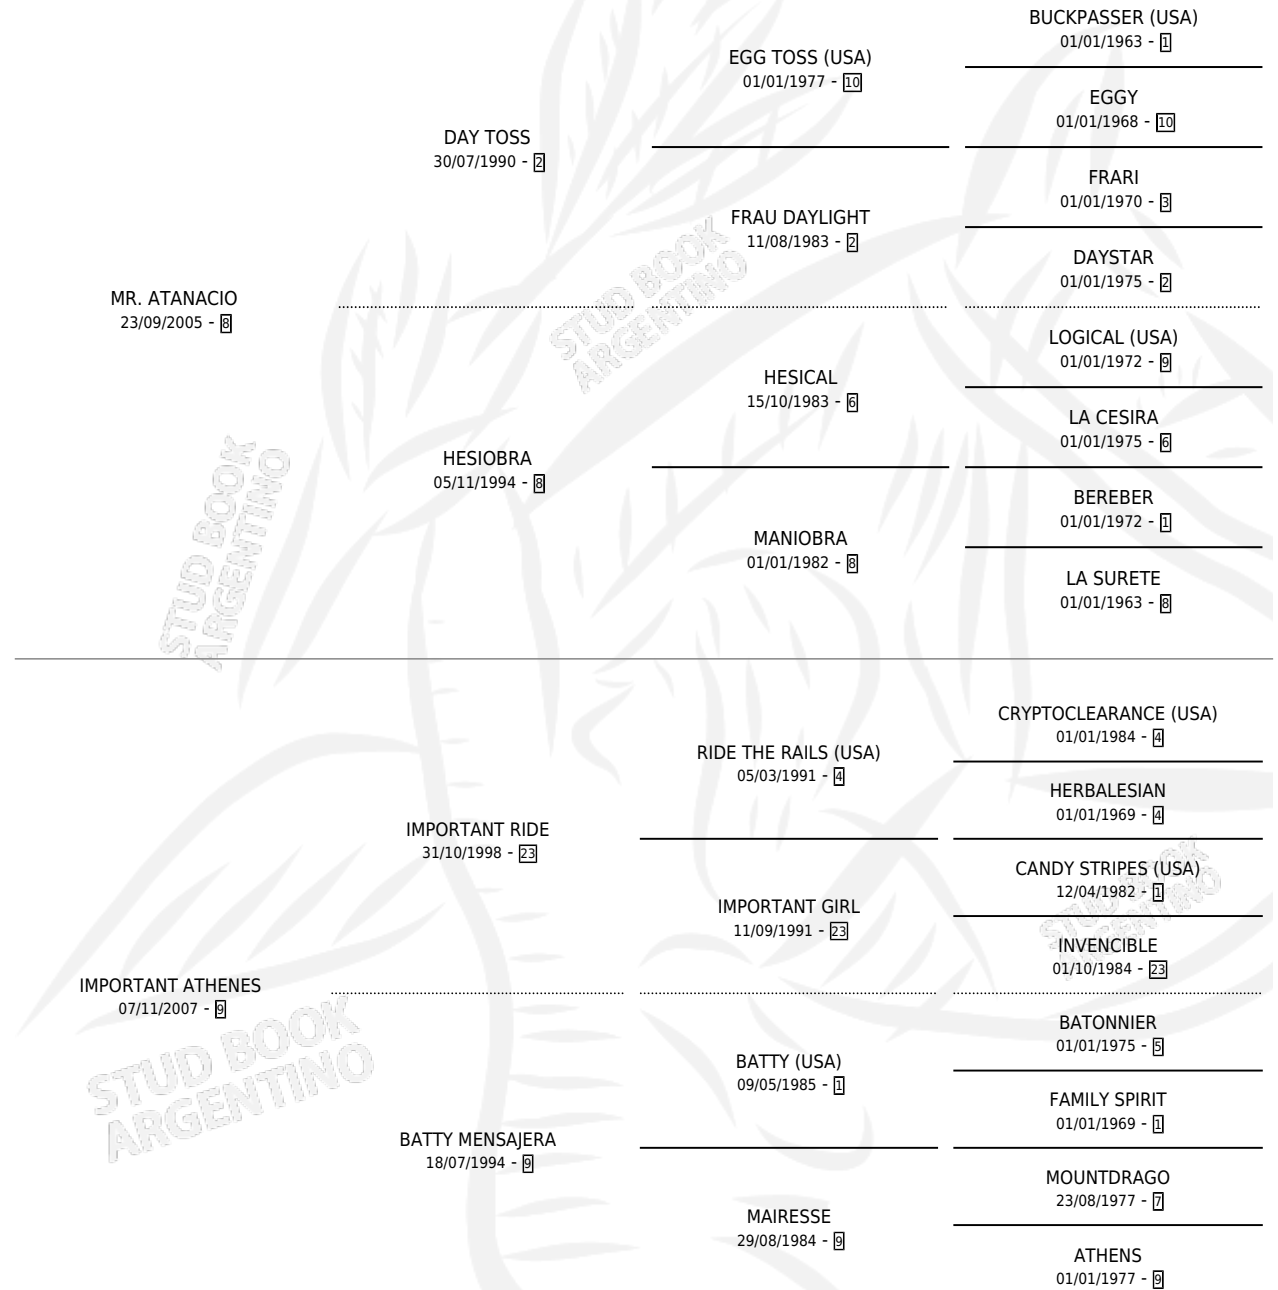 BUCKPASSER (USA)
01/01/1963 - 1
EGG TOSS (USA)
01/01/1977 - 10
EGGY
01/01/1968 - 10
DAY TOSS
30/07/1990 - 2
FRARI
01/01/1970 - 3
FRAU DAYLIGHT
11/08/1983 - 2
DAYSTAR
01/01/1975 - 2
STUD BOOK
ARGENTINO
MR. ATANACIO
23/09/2005 - 8
LOGICAL (USA)
01/01/1972 - 9
HESICAL
15/10/1983 - 6
LA CESIRA
01/01/1975 - 6
HESIOBRA
05/11/1994 - 8
BEREBER
01/01/1972 - 1
MANIOBRA
01/01/1982 - 8
LA SURETE
01/01/1963 - 8
STUD BOOK
ARGENTINO
CRYPTOCLEARANCE (USA)
01/01/1984 - 4
RIDE THE RAILS (USA)
05/03/1991 - 4
HERBALESIAN
01/01/1969 - 4
IMPORTANT RIDE
31/10/1998 - 23
CANDY STRIPES (USA)
12/04/1982 - 1
IMPORTANT GIRL
11/09/1991 - 23
INVENCIBLE
01/10/1984 - 23
STUD BOOK
ARGENTINO
IMPORTANT ATHENES
07/11/2007 - 9
BATONNIER
01/01/1975 - 5
BATTY (USA)
09/05/1985 - 1
FAMILY SPIRIT
01/01/1969 - 1
BATTY MENSAJERA
18/07/1994 - 9
MOUNTDRAGO
23/08/1977 - 7
MAIRESSE
29/08/1984 - 9
ATHENS
01/01/1977 - 9
STUD BOOK
ARGENTINO